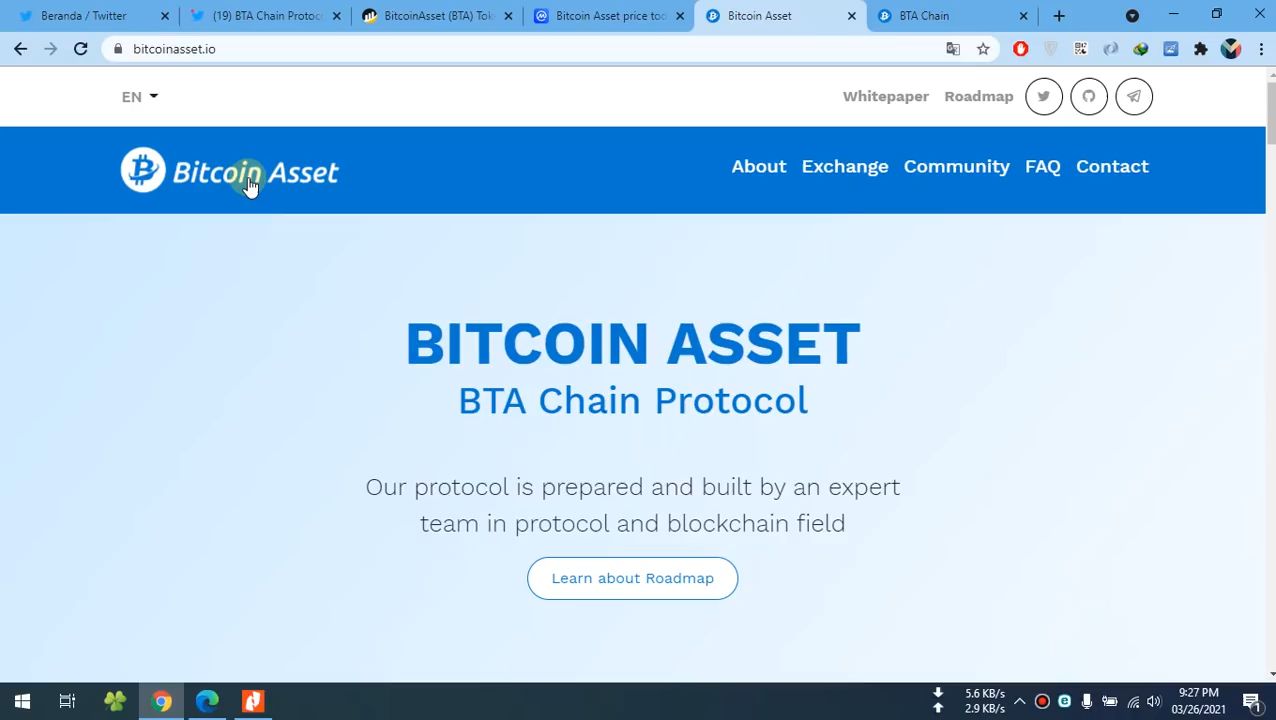 Beranda / Twitter
(19) BTA Chain Protoc
BitcoinAsset (BTA) Tok
Bitcoin Asset price too
Bitcoin Asset
BTA Chain
bitcoinasset.io
EN
Whitepaper
Roadmap
Bitcoin Asset
About
Exchange
Community
FAQ
Contact
BITCOIN ASSET
BTA Chain Protocol
Our protocol is prepared and built by an expert
team in protocol and blockchain field
Learn about Roadmap
5.6 KB/s
2.9 KB/s
9:27 PM
03/26/2021
1